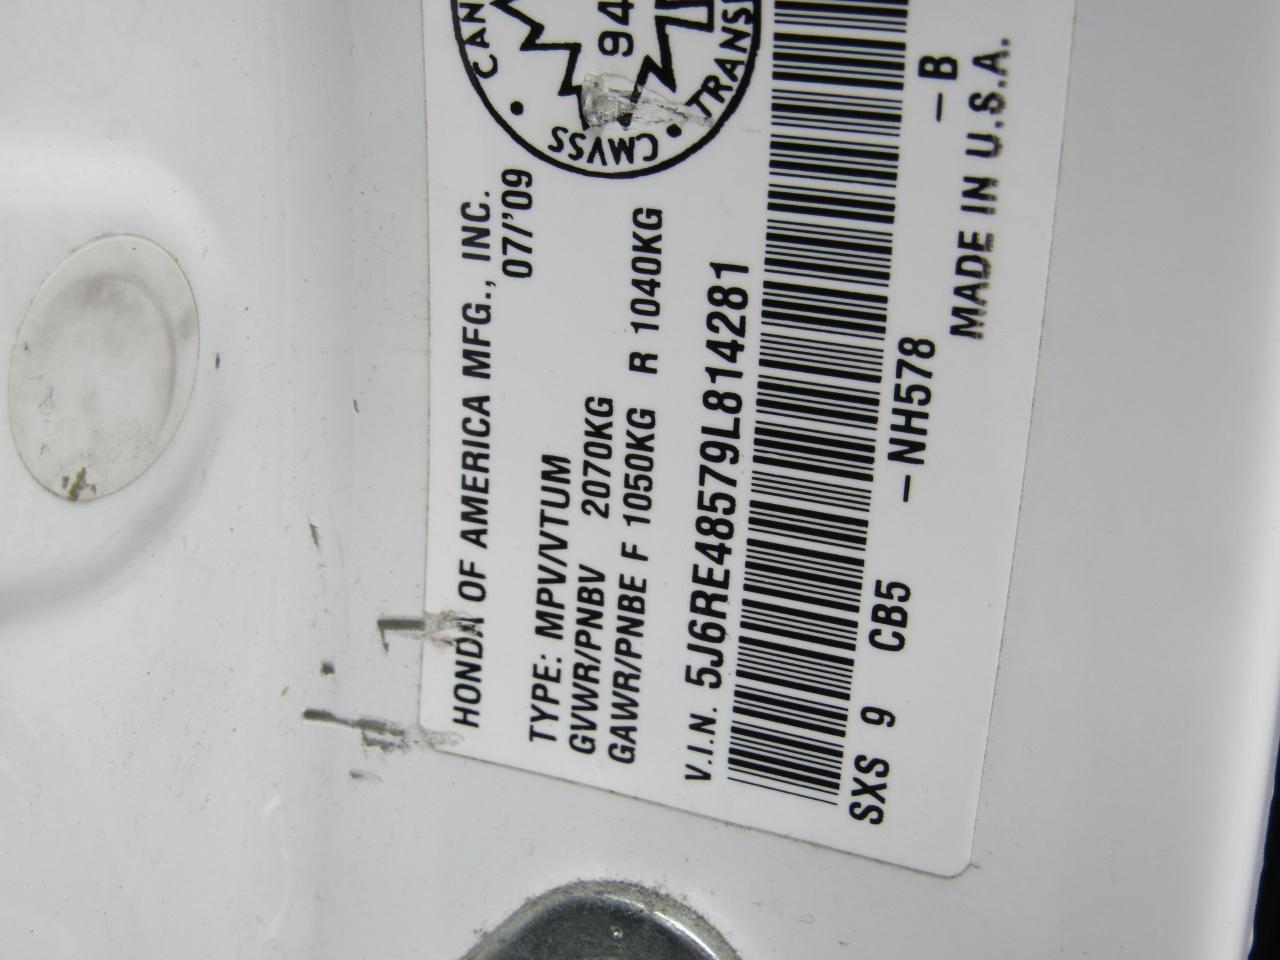 HONDA OF AMERICA MFG., INC.
07/'09
TYPE: MPV/VTUM
GVWR/PNBV 2070KG
GAWR/PNBE F 1050KG R 1040KG
V.I.N. 5J6RE48579L814281
SXS 9 CB5 -NH578 -B
MADE IN U.S.A.
CAN
94
TRANS
CMVSS